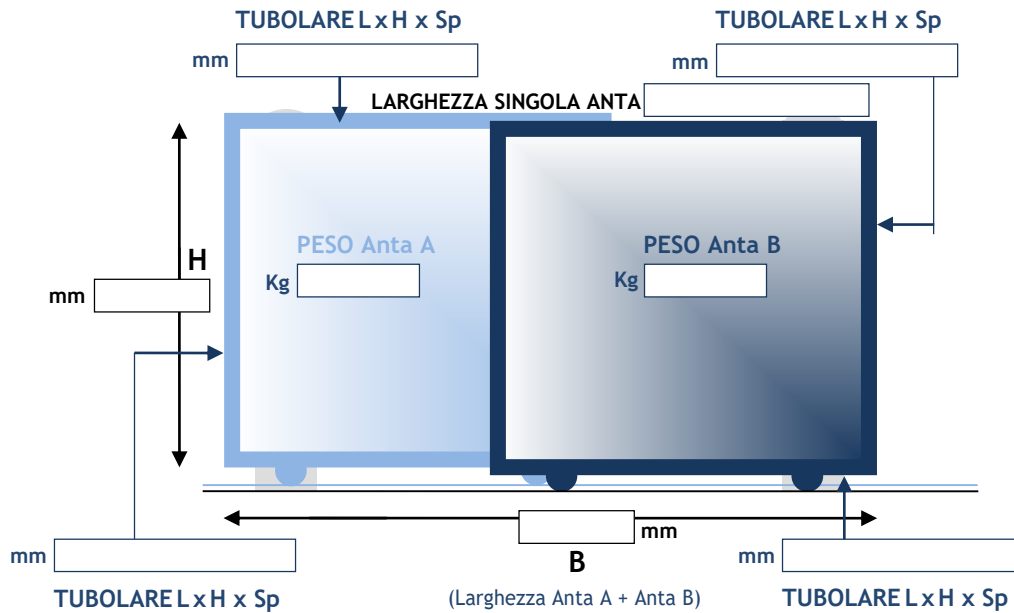 TUBOLARE L x H x Sp
TUBOLARE L x H x Sp
mm
mm
LARGHEZZA SINGOLA ANTA
PESO Anta A
PESO Anta B
H
Kg
Kg
mm
mm
B
mm
mm
TUBOLARE L x H x Sp
(Larghezza Anta A + Anta B)
TUBOLARE L x H x Sp